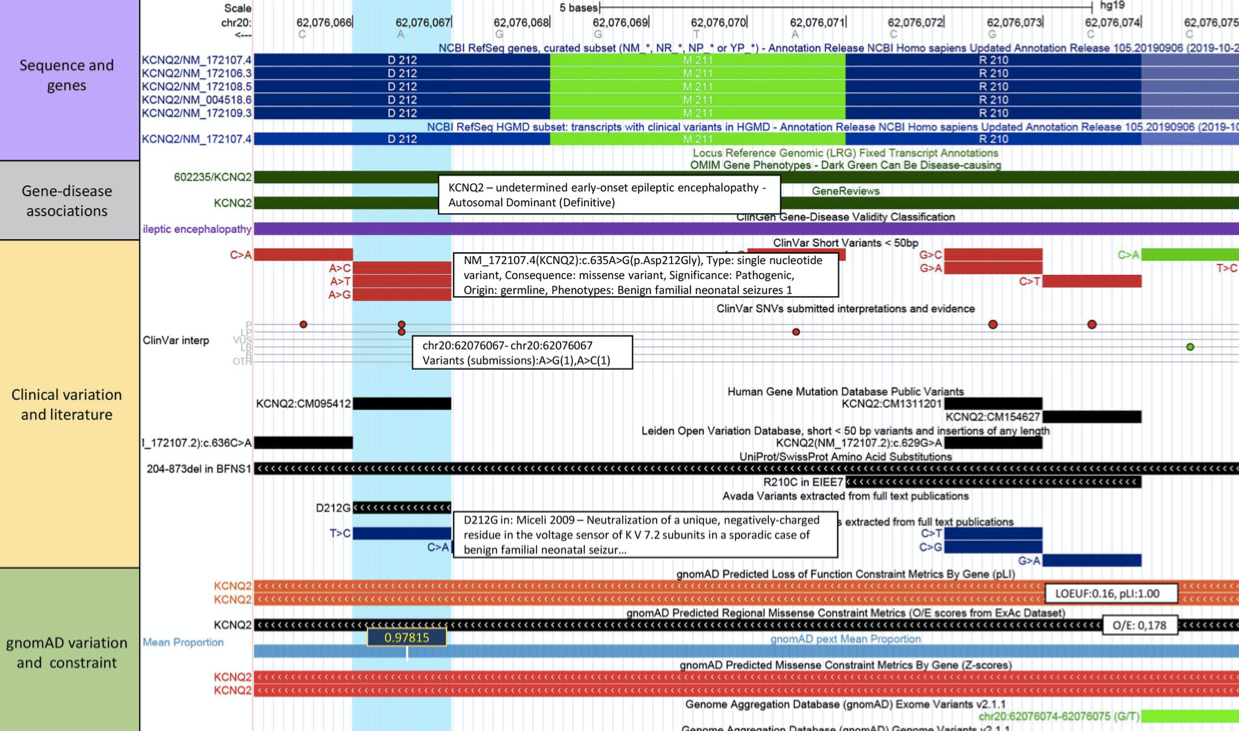 Scale 5 bases hg19
chr20: 62,076,066 62,076,067 62,076,068 62,076,069 62,076,070 62,076,071 62,076,072 62,076,073 62,076,074 62,076,075
<--- C A G G T A C G C C
NCBI RefSeq genes, curated subset (NM_*, NR_*, NP_* or YP_*) - Annotation Release NCBI Homo sapiens Updated Annotation Release 105.20190906 (2019-10-2
Sequence and
genes
KCNQ2/NM_172107.4 D 212 M 211 R 210
KCNQ2/NM_172106.3 D 212 M 211 R 210
KCNQ2/NM_172108.5 D 212 M 211 R 210
KCNQ2/NM_004518.6 D 212 M 211 R 210
KCNQ2/NM_172109.3 D 212 M 211 R 210
NCBI RefSeq HGMD subset: transcripts with clinical variants in HGMD - Annotation Release NCBI Homo sapiens Updated Annotation Release 105.20190906 (2019-1
KCNQ2/NM_172107.4 D 212 M 211 R 210
Locus Reference Genomic (LRG) Fixed Transcript Annotations
OMIM Gene Phenotypes - Dark Green Can Be Disease-causing
Gene-disease
associations
602235/KCNQ2
KCNQ2 – undetermined early-onset epileptic encephalopathy -
Autosomal Dominant (Definitive)
GeneReviews
KCNQ2
ClinGen Gene-Disease Validity Classification
ileptic encephalopathy
ClinVar Short Variants < 50bp
C>A G>C C>A
A>C G>A T>C
A>T C>T
A>G
NM_172107.4(KCNQ2):c.635A>G(p.Asp212Gly), Type: single nucleotide
variant, Consequence: missense variant, Significance: Pathogenic,
Origin: germline, Phenotypes: Benign familial neonatal seizures 1
ClinVar SNVs submitted interpretations and evidence
Clinical variation
and literature
ClinVar interp
P
LP
VUS
LB
B
OTH
chr20:62076067- chr20:62076067
Variants (submissions):A>G(1),A>C(1)
Human Gene Mutation Database Public Variants
KCNQ2:CM095412 KCNQ2:CM1311201
KCNQ2:CM154627
Leiden Open Variation Database, short < 50 bp variants and insertions of any length
_172107.2):c.636C>A KCNQ2(NM_172107.2):c.629G>A
UniProt/SwissProt Amino Acid Substitutions
204-873del in BFNS1
R210C in EIEE7
Avada Variants extracted from full text publications
D212G
s extracted from full text publications
T>C C>T
C>A C>G
G>A
D212G in: Miceli 2009 – Neutralization of a unique, negatively-charged
residue in the voltage sensor of K V 7.2 subunits in a sporadic case of
benign familial neonatal seizur...
gnomAD variation
and constraint
gnomAD Predicted Loss of Function Constraint Metrics By Gene (pLI)
KCNQ2
KCNQ2
LOEUF:0.16, pLI:1.00
gnomAD Predicted Regional Missense Constraint Metrics (O/E scores from ExAc Dataset)
KCNQ2
O/E: 0,178
0.97815
Mean Proportion gnomAD pext Mean Proportion
gnomAD Predicted Missense Constraint Metrics By Gene (Z-scores)
KCNQ2
KCNQ2
Genome Aggregation Database (gnomAD) Exome Variants v2.1.1
chr20:62076074-62076075 (G/T)
Genome Aggregation Database (gnomAD) Genome Variants v2.1.1